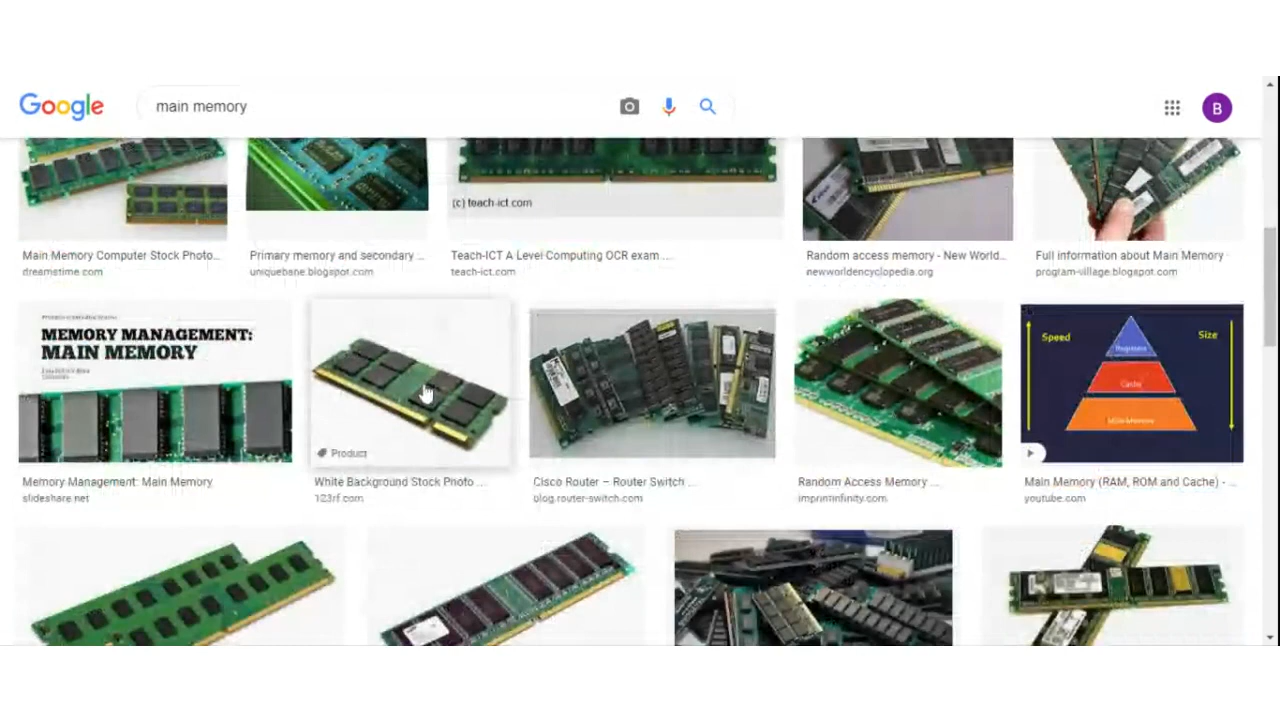 Google
main memory
B
(c) teach-ict.com
Main Memory Computer Stock Photo...
dreamstime.com
Primary memory and secondary ...
uniquebane.blogspot.com
Teach-ICT A Level Computing OCR exam ...
teach-ict.com
Random access memory - New World...
newworldencyclopedia.org
Full information about Main Memory -
program-village.blogspot.com
MEMORY MANAGEMENT:
MAIN MEMORY
Product
Speed
Size
Registers
Cache
Main Memory
Memory Management: Main Memory
slideshare.net
White Background Stock Photo ...
123rf.com
Cisco Router – Router Switch ...
blog.router-switch.com
Random Access Memory ...
imprintinfinity.com
Main Memory (RAM, ROM and Cache) - ...
youtube.com